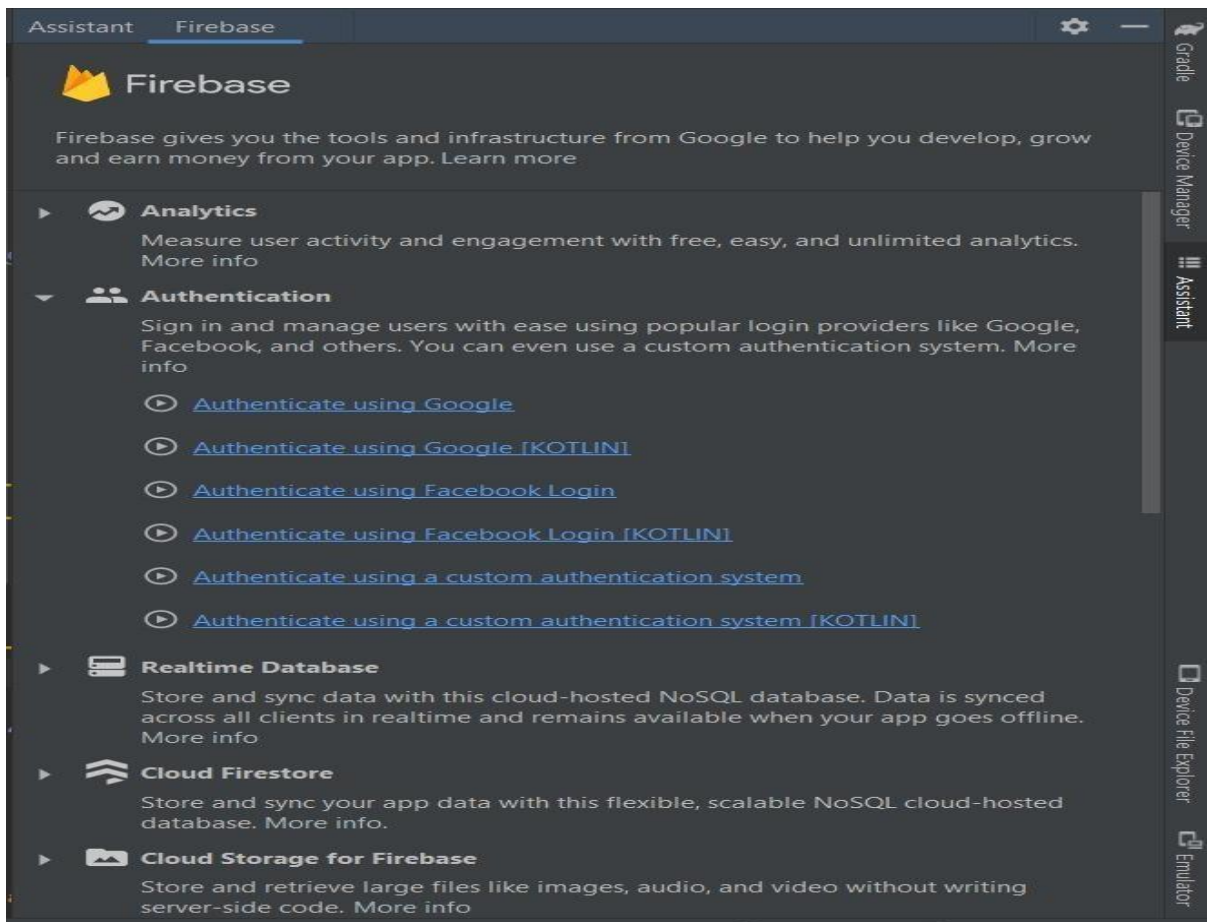 Assistant Firebase
Firebase
Firebase gives you the tools and infrastructure from Google to help you develop, grow
and earn money from your app. Learn more
Analytics
Measure user activity and engagement with free, easy, and unlimited analytics.
More info
Authentication
Sign in and manage users with ease using popular login providers like Google,
Facebook, and others. You can even use a custom authentication system. More
info
Authenticate using Google
Authenticate using Google [KOTLIN]
Authenticate using Facebook Login
Authenticate using Facebook Login [KOTLIN]
Authenticate using a custom authentication system
Authenticate using a custom authentication system [KOTLIN]
Realtime Database
Store and sync data with this cloud-hosted NoSQL database. Data is synced
across all clients in realtime and remains available when your app goes offline.
More info
Cloud Firestore
Store and sync your app data with this flexible, scalable NoSQL cloud-hosted
database. More info.
Cloud Storage for Firebase
Store and retrieve large files like images, audio, and video without writing
server-side code. More info
Gradle
Device Manager
Assistant
Device File Explorer
Emulator